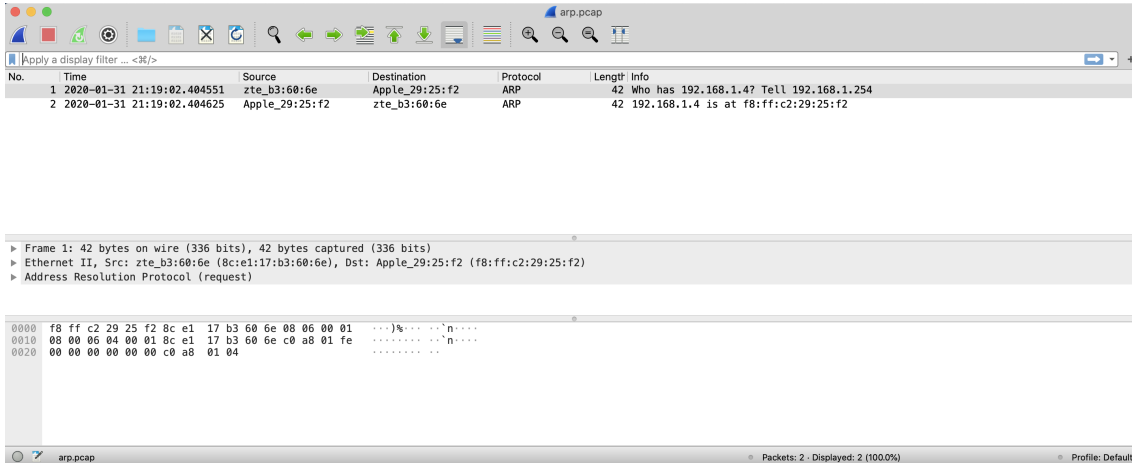 arp.pcap
Apply a display filter ... <⌘/>
No. Time Source Destination Protocol Length Info
1 2020-01-31 21:19:02.404551 zte_b3:60:6e Apple_29:25:f2 ARP 42 Who has 192.168.1.4? Tell 192.168.1.254
2 2020-01-31 21:19:02.404625 Apple_29:25:f2 zte_b3:60:6e ARP 42 192.168.1.4 is at f8:ff:c2:29:25:f2
Frame 1: 42 bytes on wire (336 bits), 42 bytes captured (336 bits)
Ethernet II, Src: zte_b3:60:6e (8c:e1:17:b3:60:6e), Dst: Apple_29:25:f2 (f8:ff:c2:29:25:f2)
Address Resolution Protocol (request)
0000 f8 ff c2 29 25 f2 8c e1 17 b3 60 6e 08 06 00 01 ···)%··· ··`n····
0010 08 00 06 04 00 01 8c e1 17 b3 60 6e c0 a8 01 fe ········ ··`n····
0020 00 00 00 00 00 00 c0 a8 01 04 ········ ··
arp.pcap Packets: 2 · Displayed: 2 (100.0%) Profile: Default